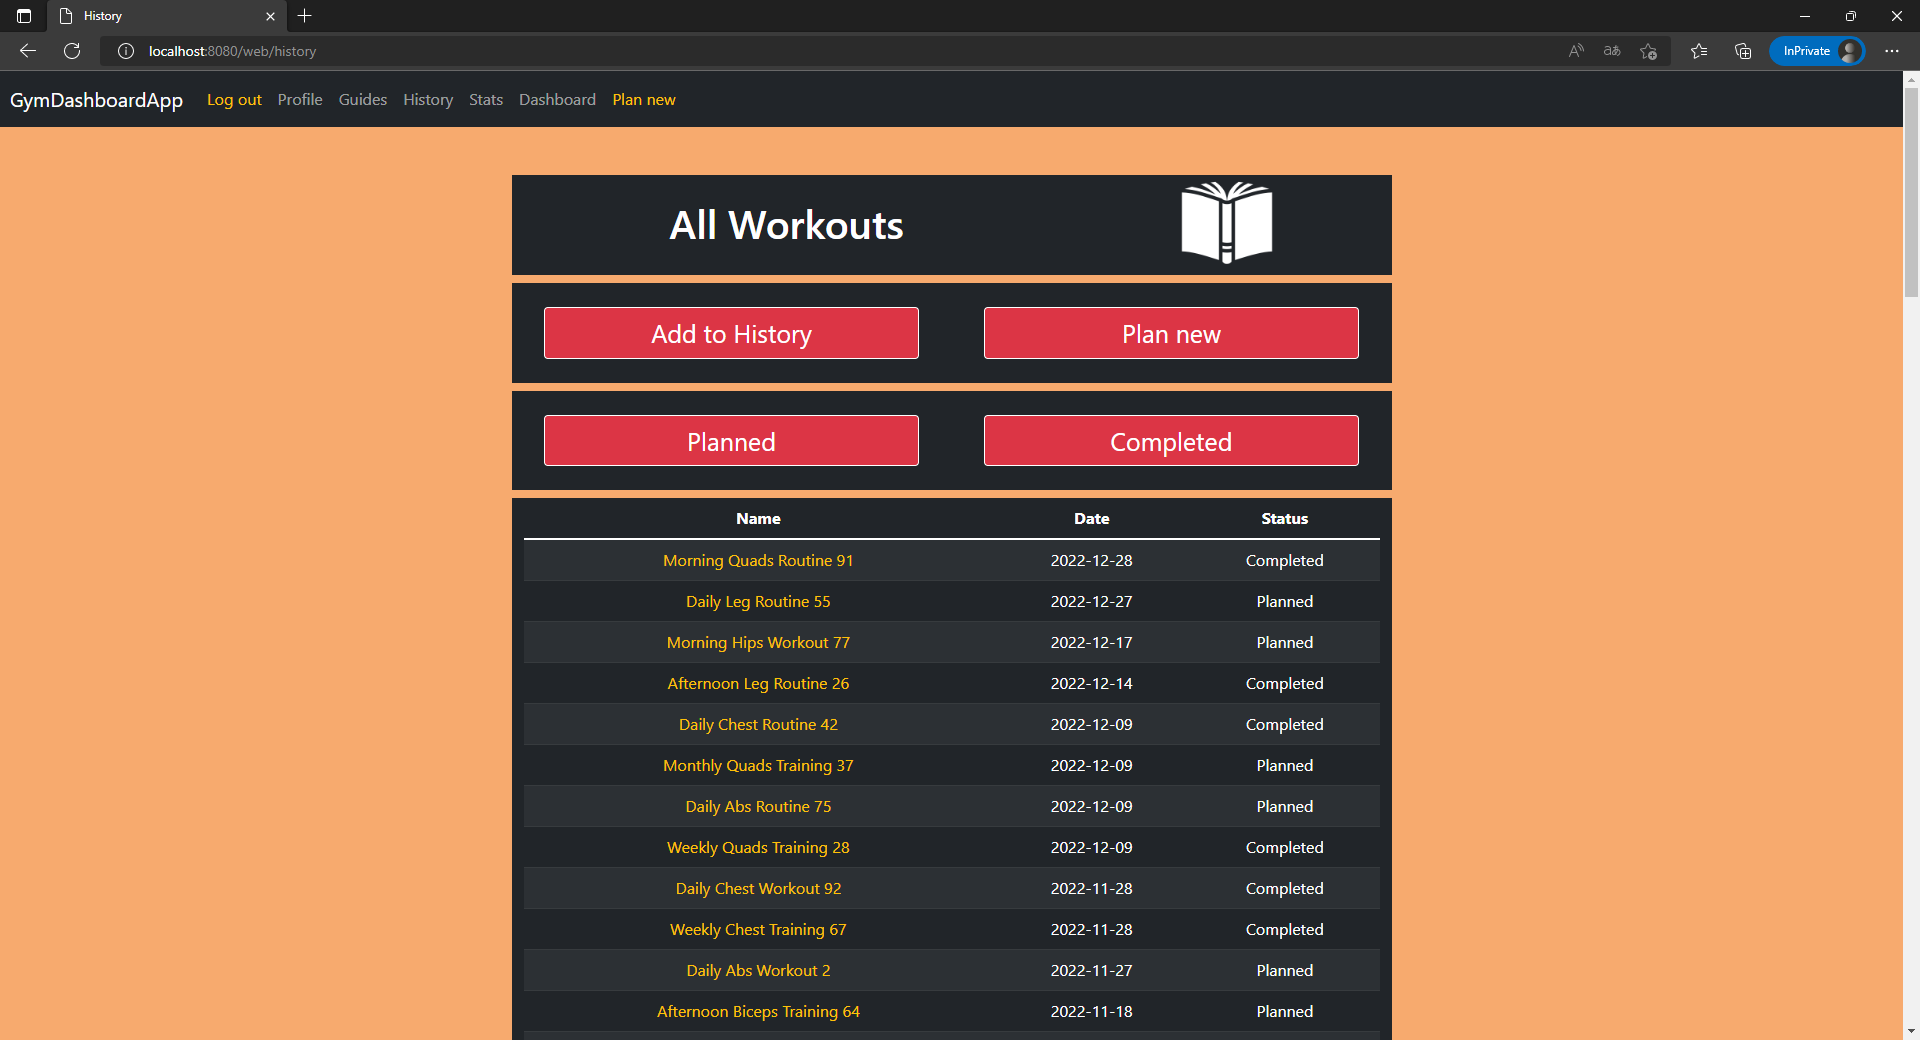 History
localhost:8080/web/history
InPrivate
GymDashboardApp Log out Profile Guides History Stats Dashboard Plan new
All Workouts
Add to History Plan new
Planned Completed
Name Date Status
Morning Quads Routine 91 2022-12-28 Completed
Daily Leg Routine 55 2022-12-27 Planned
Morning Hips Workout 77 2022-12-17 Planned
Afternoon Leg Routine 26 2022-12-14 Completed
Daily Chest Routine 42 2022-12-09 Completed
Monthly Quads Training 37 2022-12-09 Planned
Daily Abs Routine 75 2022-12-09 Planned
Weekly Quads Training 28 2022-12-09 Completed
Daily Chest Workout 92 2022-11-28 Completed
Weekly Chest Training 67 2022-11-28 Completed
Daily Abs Workout 2 2022-11-27 Planned
Afternoon Biceps Training 64 2022-11-18 Planned